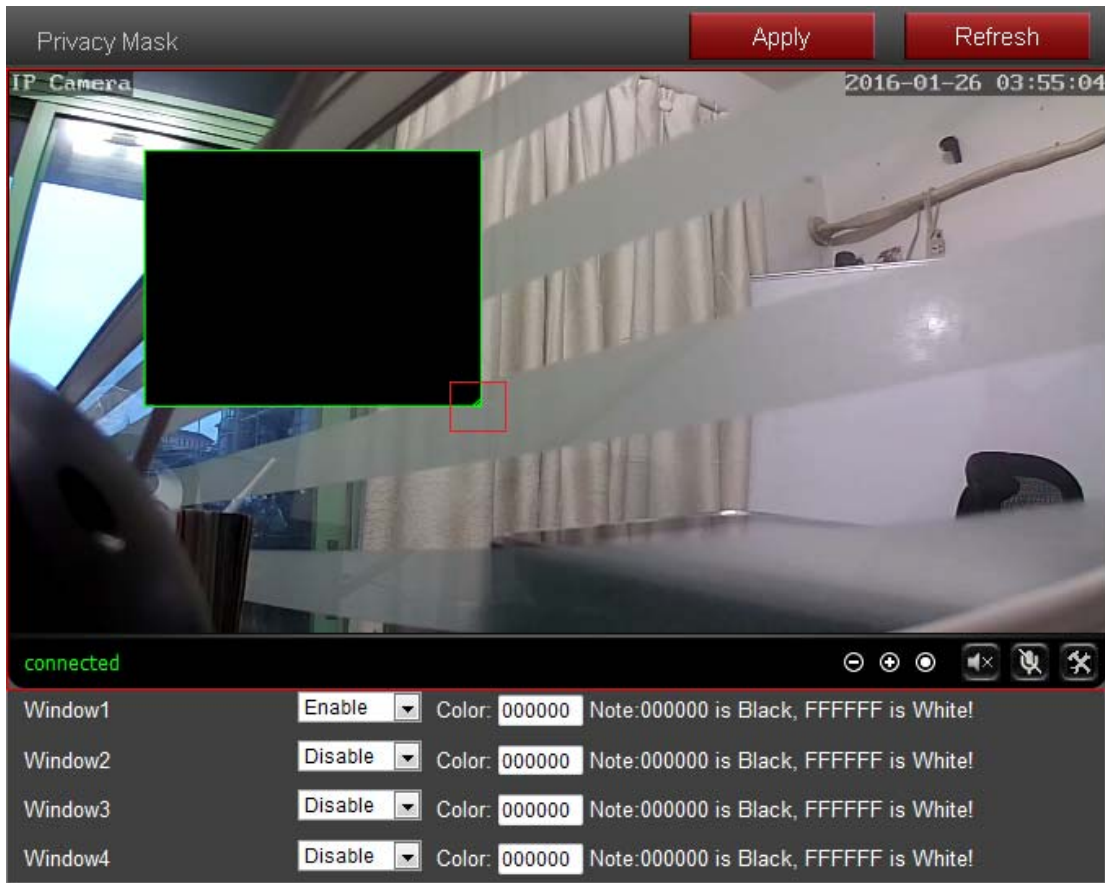 Privacy Mask Apply Refresh
IP Camera 2016-01-26 03:55:04
connected
Window1 Enable Color: 000000 Note:000000 is Black, FFFFFF is White!
Window2 Disable Color: 000000 Note:000000 is Black, FFFFFF is White!
Window3 Disable Color: 000000 Note:000000 is Black, FFFFFF is White!
Window4 Disable Color: 000000 Note:000000 is Black, FFFFFF is White!